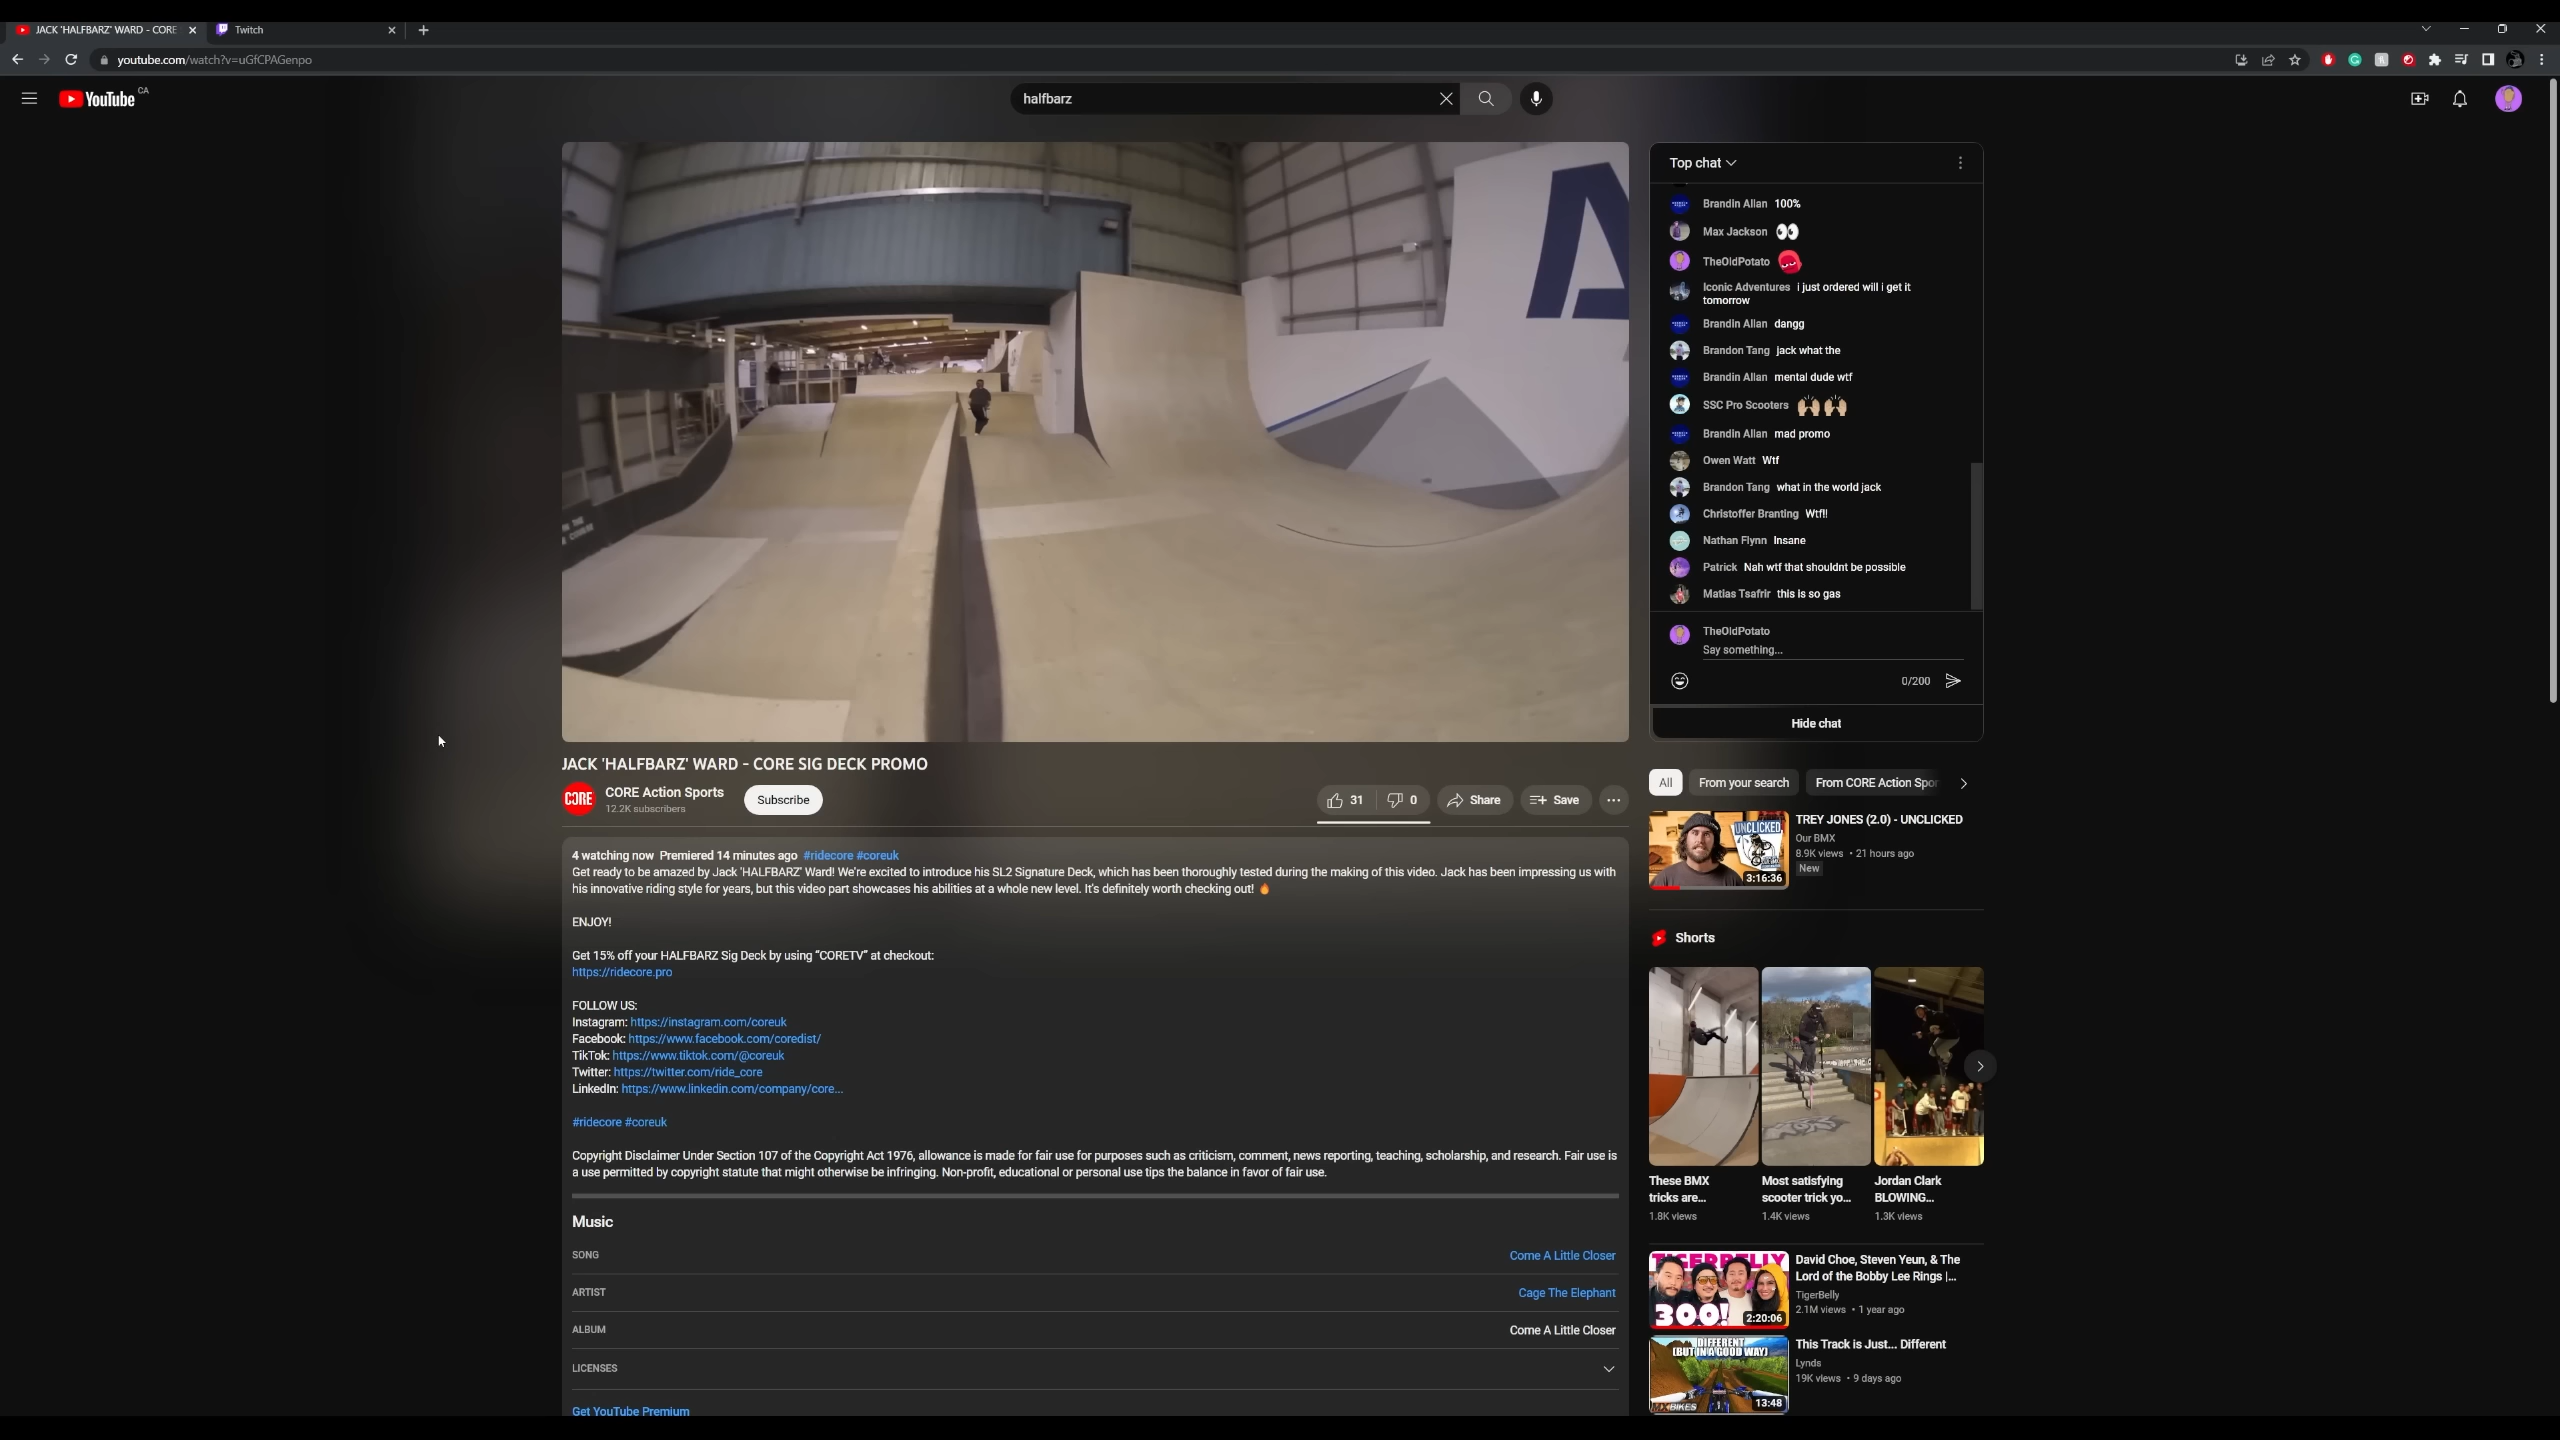 JACK 'HALFBARZ' WARD - CORE
Twitch
youtube.com/watch?v=uGfCPAGenpo
YouTube CA
halfbarz
A
Top chat
Brandin Allan 100%
Max Jackson 👀
TheOldPotato
Iconic Adventures i just ordered will i get it
tomorrow
Brandin Allan dangg
Brandon Tang jack what the
Brandin Allan mental dude wtf
SSC Pro Scooters 🙌🏼🙌🏼
Brandin Allan mad promo
Owen Watt Wtf
Brandon Tang what in the world jack
Christoffer Branting Wtf!!
Nathan Flynn Insane
Patrick Nah wtf that shouldnt be possible
Matias Tsafrir this is so gas
TheOldPotato
Say something...
0/200
Hide chat
JACK 'HALFBARZ' WARD - CORE SIG DECK PROMO
CORE
CORE Action Sports
12.2K subscribers
Subscribe
31
0
Share
Save
4 watching now Premiered 14 minutes ago #ridecore #coreuk
Get ready to be amazed by Jack 'HALFBARZ' Ward! We're excited to introduce his SL2 Signature Deck, which has been thoroughly tested during the making of this video. Jack has been impressing us with
his innovative riding style for years, but this video part showcases his abilities at a whole new level. It's definitely worth checking out! 🔥
ENJOY!
Get 15% off your HALFBARZ Sig Deck by using “CORETV” at checkout:
https://ridecore.pro
FOLLOW US:
Instagram: https://instagram.com/coreuk
Facebook: https://www.facebook.com/coredist/
TikTok: https://www.tiktok.com/@coreuk
Twitter: https://twitter.com/ride_core
LinkedIn: https://www.linkedin.com/company/core...
#ridecore #coreuk
Copyright Disclaimer Under Section 107 of the Copyright Act 1976, allowance is made for fair use for purposes such as criticism, comment, news reporting, teaching, scholarship, and research. Fair use is
a use permitted by copyright statute that might otherwise be infringing. Non-profit, educational or personal use tips the balance in favor of fair use.
Music
SONG
Come A Little Closer
ARTIST
Cage The Elephant
ALBUM
Come A Little Closer
LICENSES
Get YouTube Premium
All
From your search
From CORE Action Spor
UNCLICKED
3:16:36
TREY JONES (2.0) - UNCLICKED
Our BMX
8.9K views • 21 hours ago
New
Shorts
These BMX
tricks are...
1.8K views
Most satisfying
scooter trick yo...
1.4K views
Jordan Clark
BLOWING...
1.3K views
TIGERBELLY
300!
2:20:06
David Choe, Steven Yeun, & The
Lord of the Bobby Lee Rings |...
TigerBelly
2.1M views • 1 year ago
DIFFERENT
(BUT IN A GOOD WAY)
MX BIKES
13:48
This Track is Just... Different
Lynds
19K views • 9 days ago